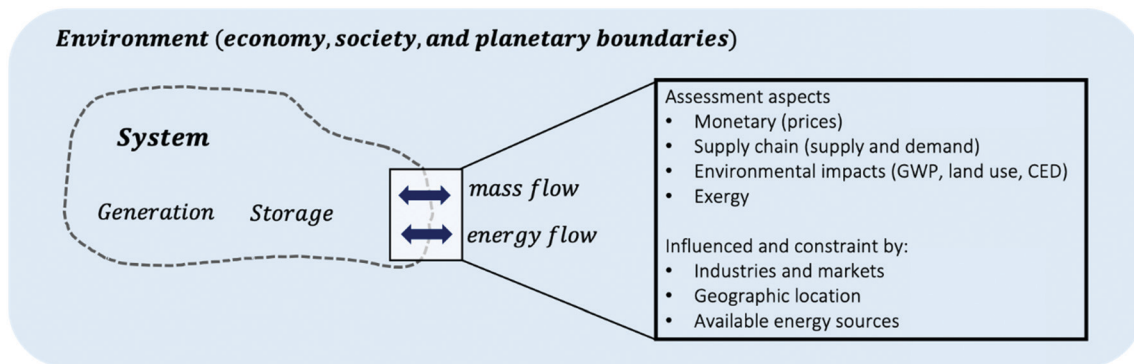 Environment (economy, society, and planetary boundaries)
System
Generation Storage
mass flow
energy flow
Assessment aspects
• Monetary (prices)
• Supply chain (supply and demand)
• Environmental impacts (GWP, land use, CED)
• Exergy
Influenced and constraint by:
• Industries and markets
• Geographic location
• Available energy sources